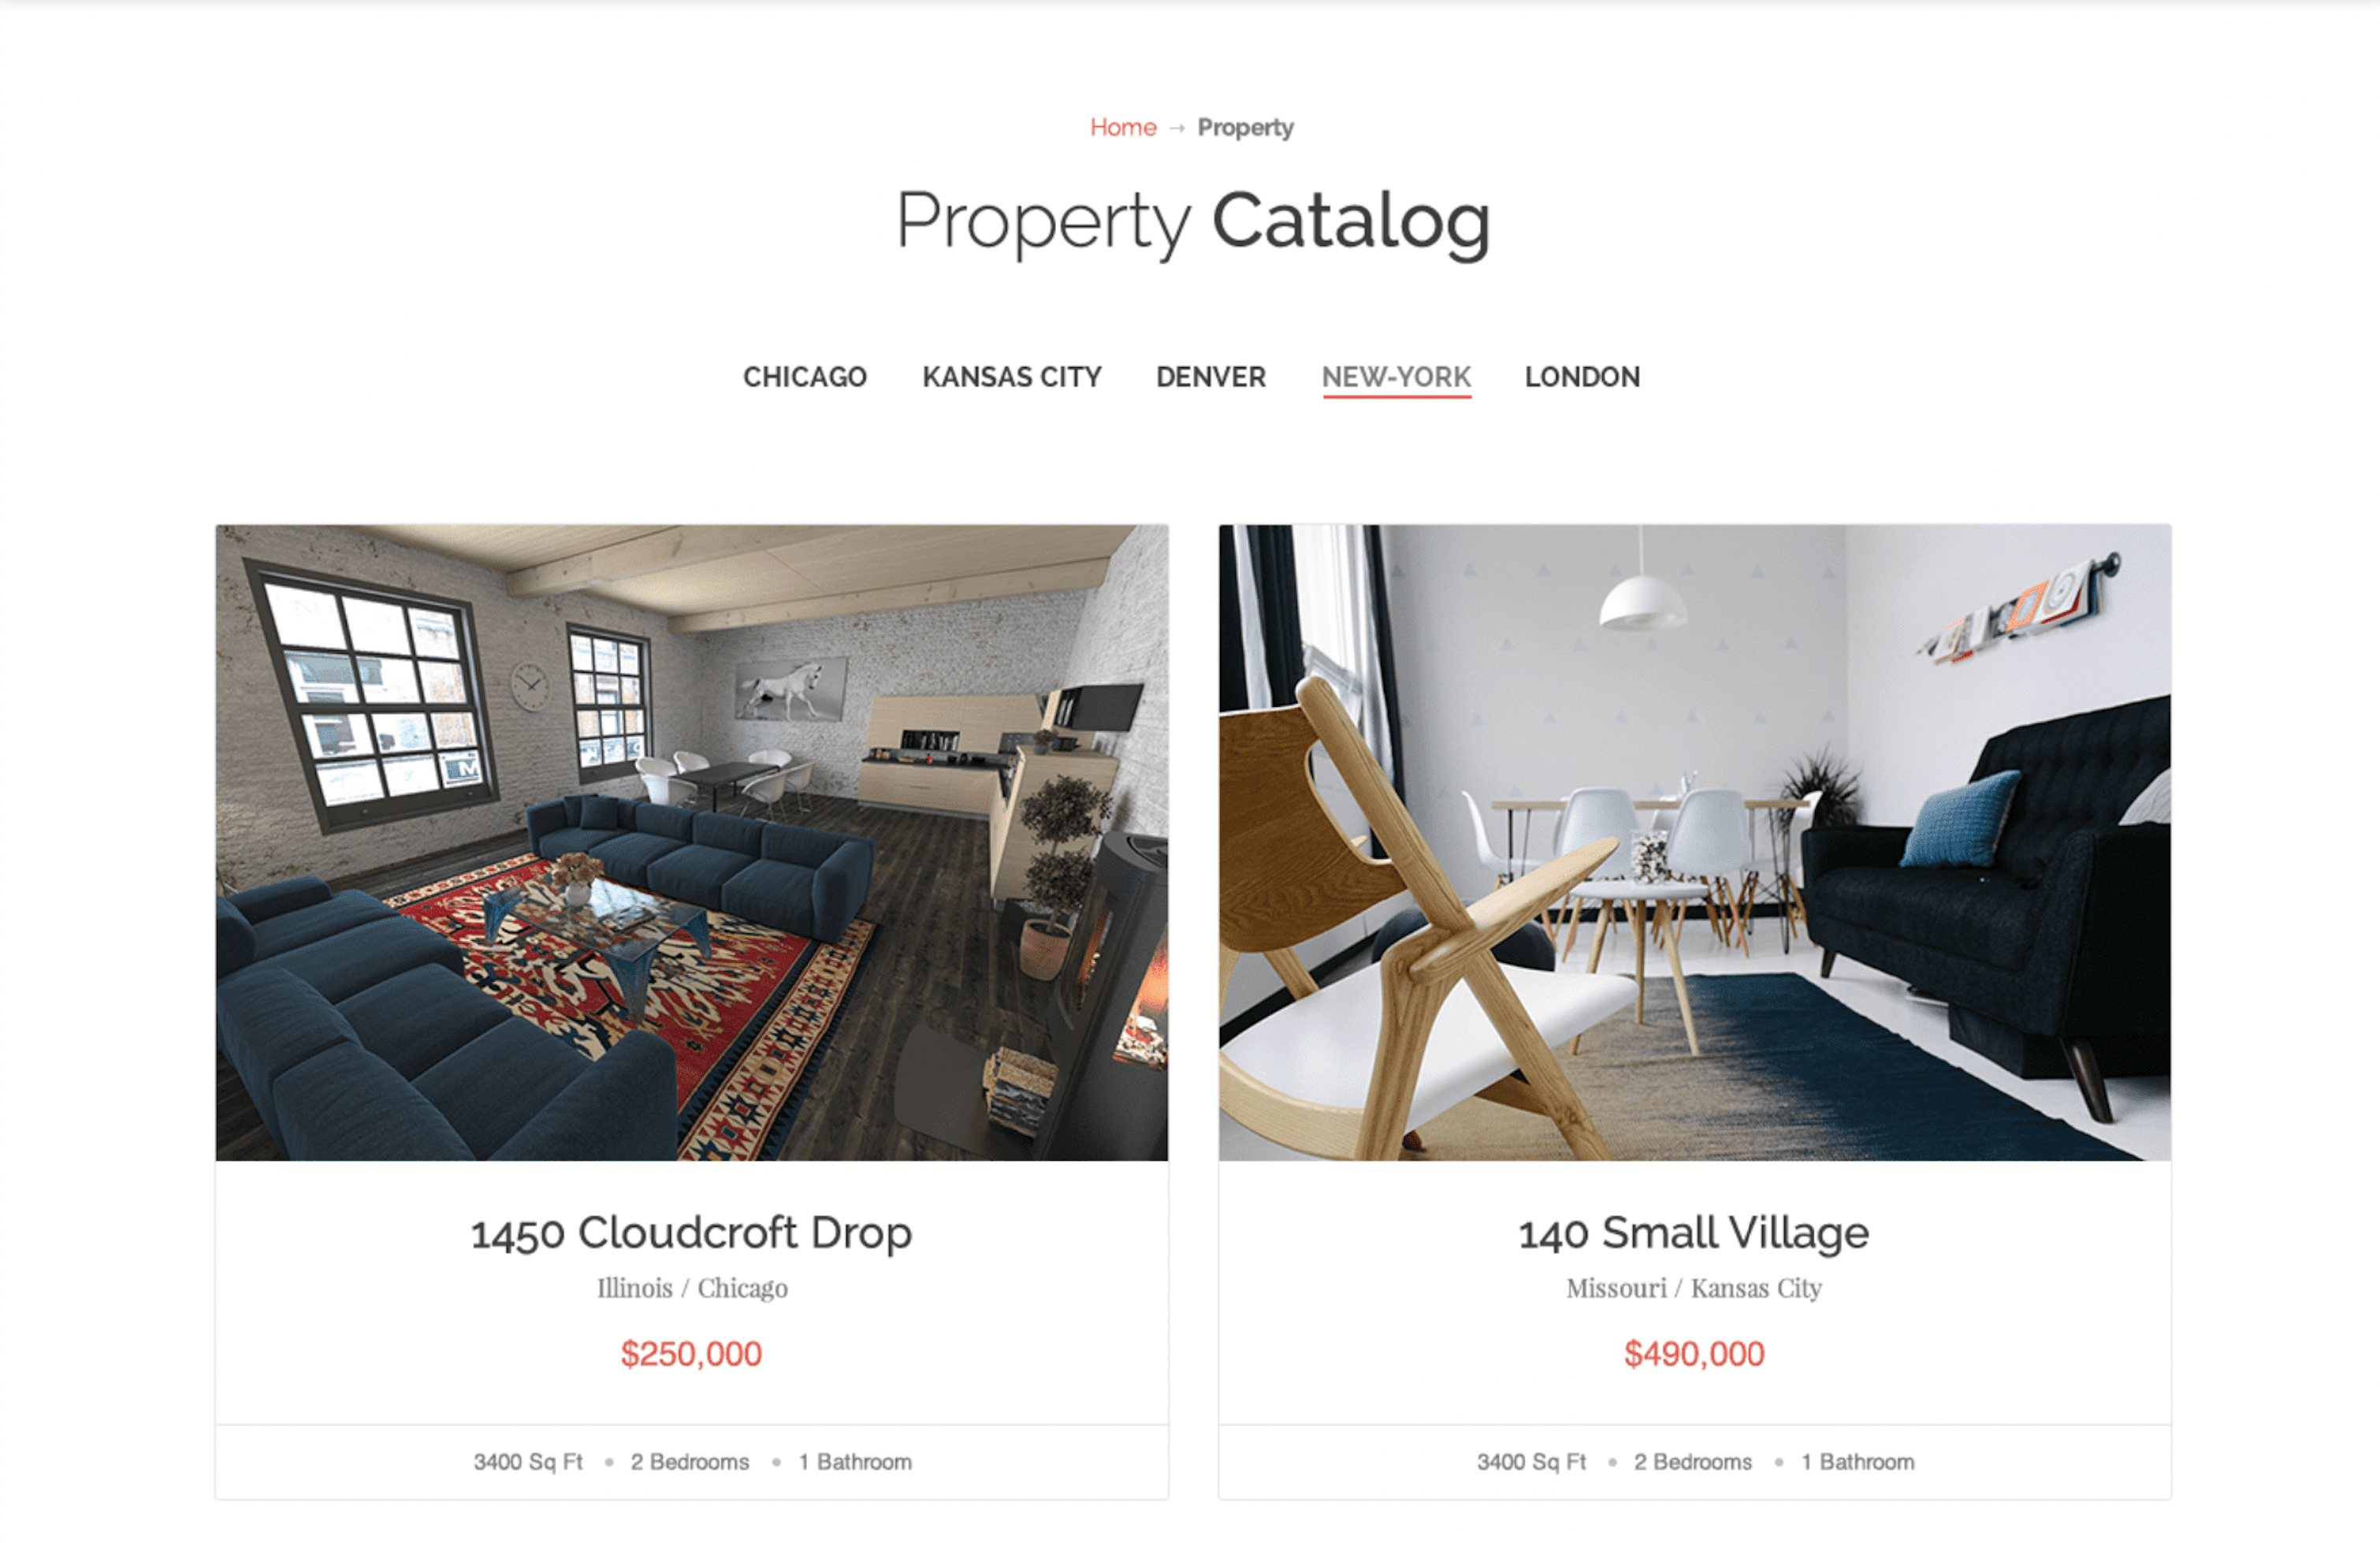 Home → Property
Property Catalog
CHICAGO KANSAS CITY DENVER NEW-YORK LONDON
M
1450 Cloudcroft Drop
Illinois / Chicago
$250,000
3400 Sq Ft • 2 Bedrooms • 1 Bathroom
140 Small Village
Missouri / Kansas City
$490,000
3400 Sq Ft • 2 Bedrooms • 1 Bathroom